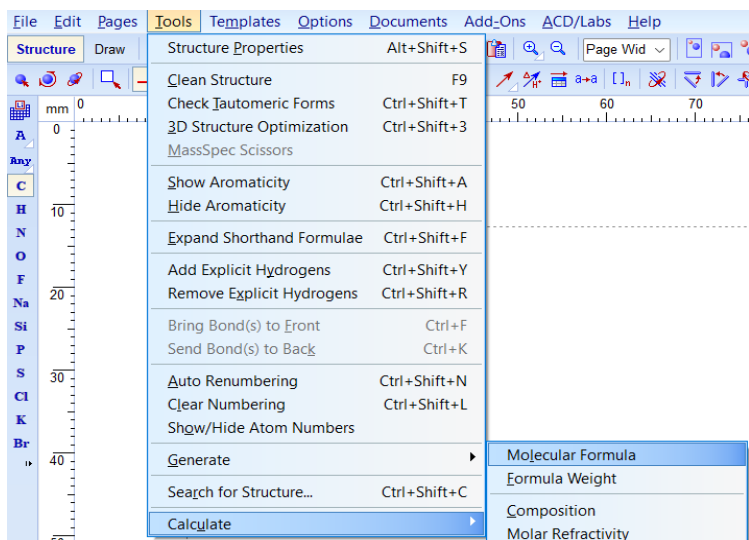 File Edit Pages Tools Templates Options Documents Add-Ons ACD/Labs Help
Structure Draw Page Wid
a→a []n
mm 0 50 60 70
Structure Properties Alt+Shift+S
Clean Structure F9
Check Tautomeric Forms Ctrl+Shift+T
3D Structure Optimization Ctrl+Shift+3
MassSpec Scissors
Show Aromaticity Ctrl+Shift+A
Hide Aromaticity Ctrl+Shift+H
Expand Shorthand Formulae Ctrl+Shift+F
Add Explicit Hydrogens Ctrl+Shift+Y
Remove Explicit Hydrogens Ctrl+Shift+R
Bring Bond(s) to Front Ctrl+F
Send Bond(s) to Back Ctrl+K
Auto Renumbering Ctrl+Shift+N
Clear Numbering Ctrl+Shift+L
Show/Hide Atom Numbers
Generate
Search for Structure... Ctrl+Shift+C
Calculate
Molecular Formula
Formula Weight
Composition
Molar Refractivity
A
Any
C
H
N
O
F
Na
Si
P
S
Cl
K
Br
0
10
20
30
40
50